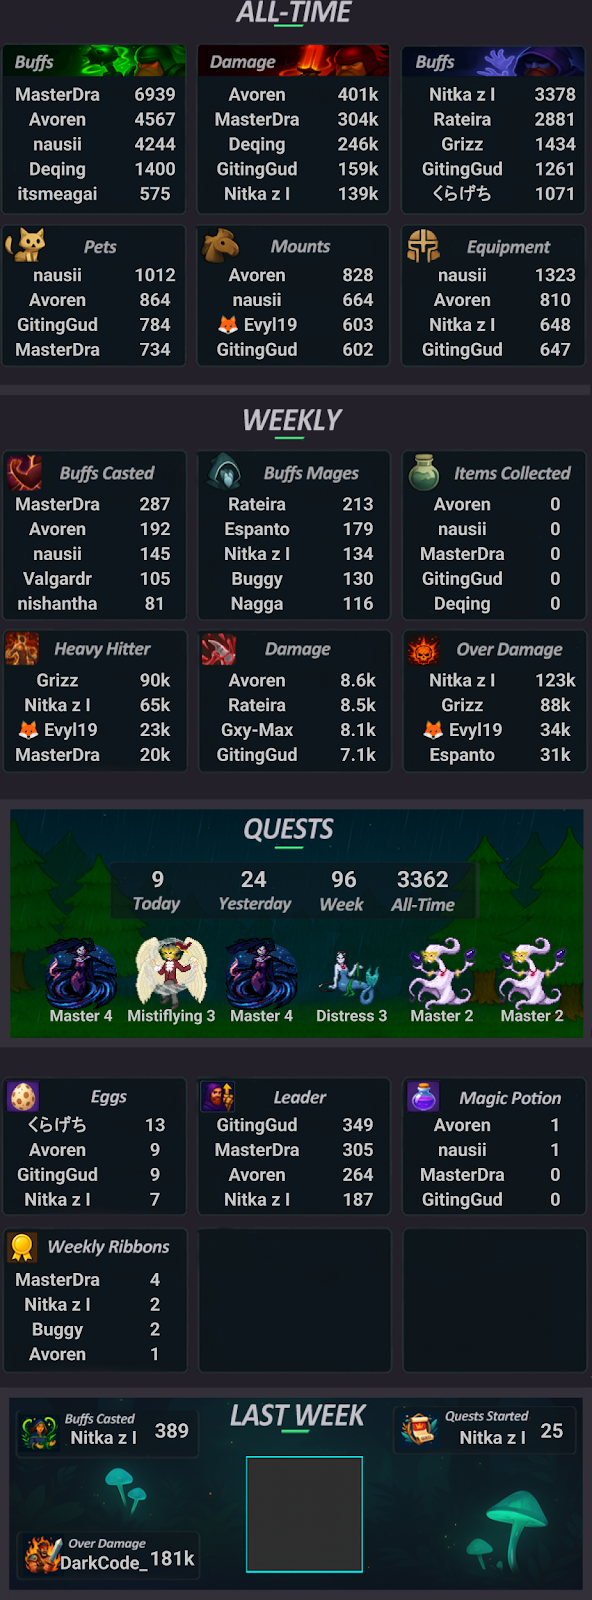 ALL-TIME
Buffs
MasterDra 6939
Avoren 4567
nausii 4244
Deqing 1400
itsmeagai 575
Damage
Avoren 401k
MasterDra 304k
Deqing 246k
GitingGud 159k
Nitka z I 139k
Buffs
Nitka z I 3378
Rateira 2881
Grizz 1434
GitingGud 1261
くらげち 1071
Pets
nausii 1012
Avoren 864
GitingGud 784
MasterDra 734
Mounts
Avoren 828
nausii 664
🦊 Evyl19 603
GitingGud 602
Equipment
nausii 1323
Avoren 810
Nitka z I 648
GitingGud 647
WEEKLY
Buffs Casted
MasterDra 287
Avoren 192
nausii 145
Valgardr 105
nishantha 81
Buffs Mages
Rateira 213
Espanto 179
Nitka z I 134
Buggy 130
Nagga 116
Items Collected
Avoren 0
nausii 0
MasterDra 0
GitingGud 0
Deqing 0
Heavy Hitter
Grizz 90k
Nitka z I 65k
🦊 Evyl19 23k
MasterDra 20k
Damage
Avoren 8.6k
Rateira 8.5k
Gxy-Max 8.1k
GitingGud 7.1k
Over Damage
Nitka z I 123k
Grizz 88k
🦊 Evyl19 34k
Espanto 31k
QUESTS
9 24 96 3362
Today Yesterday Week All-Time
Master 4 Mistiflying 3 Master 4 Distress 3 Master 2 Master 2
Eggs
くらげち 13
Avoren 9
GitingGud 9
Nitka z I 7
Leader
GitingGud 349
MasterDra 305
Avoren 264
Nitka z I 187
Magic Potion
Avoren 1
nausii 1
MasterDra 0
GitingGud 0
Weekly Ribbons
MasterDra 4
Nitka z I 2
Buggy 2
Avoren 1
LAST WEEK
Buffs Casted
Nitka z I 389
Quests Started
Nitka z I 25
Over Damage
DarkCode_ 181k